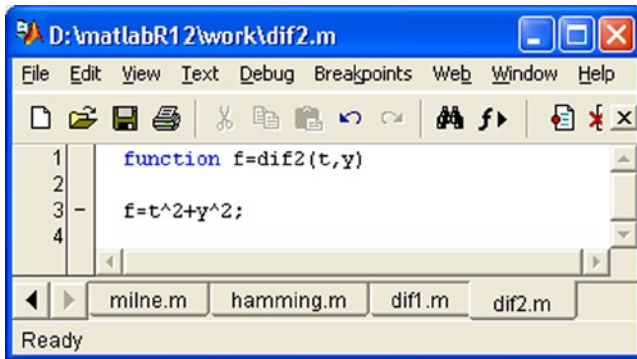 D:\matlabR12\work\dif2.m
File Edit View Text Debug Breakpoints Web Window Help
1 function f=dif2(t,y)
2
3 - f=t^2+y^2;
4
milne.m hamming.m dif1.m dif2.m
Ready